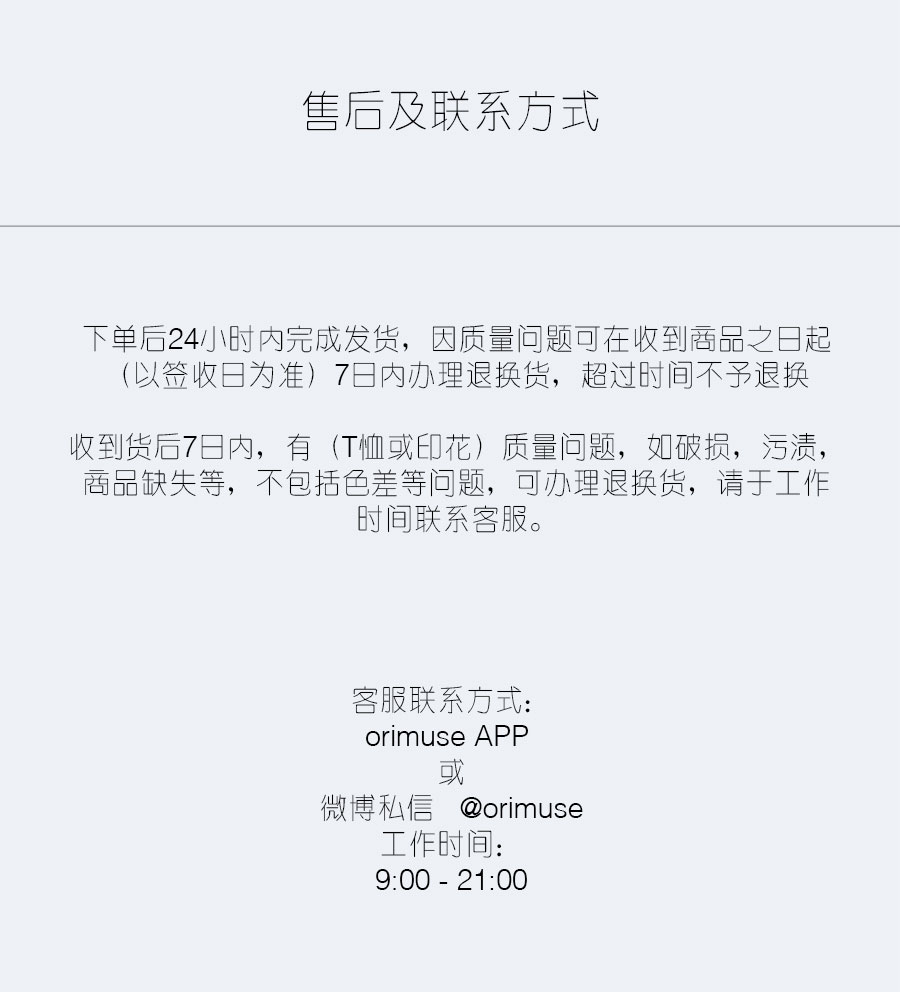 售后及联系方式
下单后24小时内完成发货，因质量问题可在收到商品之日起
（以签收日为准）7日内办理退换货，超过时间不予退换
收到货后7日内，有（T恤或印花）质量问题，如破损，污渍，
商品缺失等，不包括色差等问题，可办理退换货，请于工作
时间联系客服。
客服联系方式：
orimuse APP
或
微博私信 @orimuse
工作时间：
9:00 - 21:00